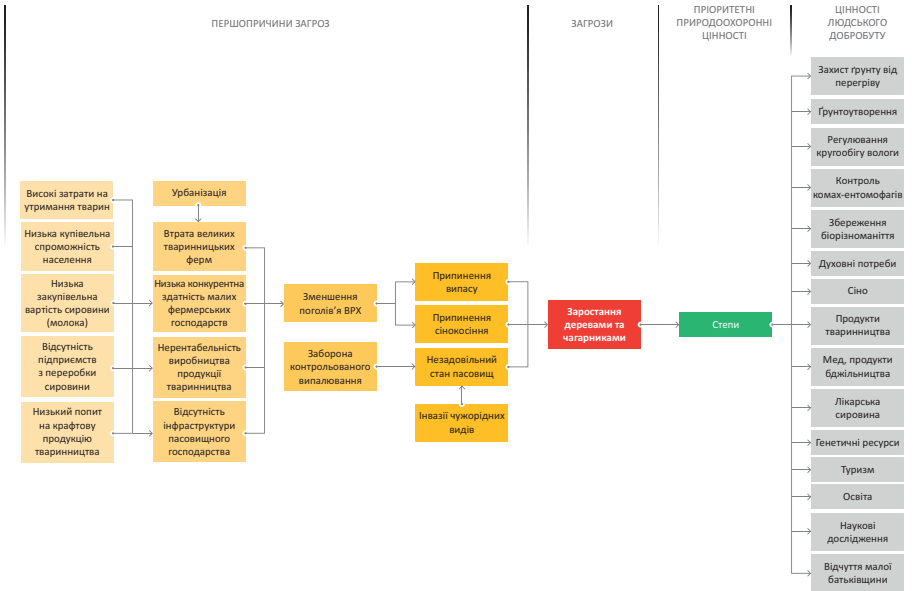 ПЕРШОПРИЧИНИ ЗАГРОЗ
ЗАГРОЗИ
ПРІОРИТЕТНІ
ПРИРОДООХОРОННІ
ЦІННОСТІ
ЦІННОСТІ
ЛЮДСЬКОГО
ДОБРОБУТУ
Високі затрати на
утримання тварин
Низька купівельна
спроможність
населення
Низька
закупівельна
вартість сировини
(молока)
Відсутність
підприємств
з переробки
сировини
Низький попит
на крафтову
продукцію
тваринництва
Урбанізація
Втрата великих
тваринницьких
ферм
Низька конкурентна
здатність малих
фермерських
господарств
Нерентабельність
виробництва
продукції
тваринництва
Відсутність
інфраструктури
пасовищного
господарства
Зменшення
поголів’я ВРХ
Заборона
контрольованого
випалювання
Припинення
випасу
Припинення
сінокосіння
Незадовільний
стан пасовищ
Інвазії чужорідних
видів
Заростання
деревами та
чагарниками
Степи
Захист ґрунту від
перегріву
Ґрунтоутворення
Регулювання
кругообігу вологи
Контроль
комах-ентомофагів
Збереження
біорізноманіття
Духовні потреби
Сіно
Продукти
тваринництва
Мед, продукти
бджільництва
Лікарська
сировина
Генетичні ресурси
Туризм
Освіта
Наукові
дослідження
Відчуття малої
батьківщини